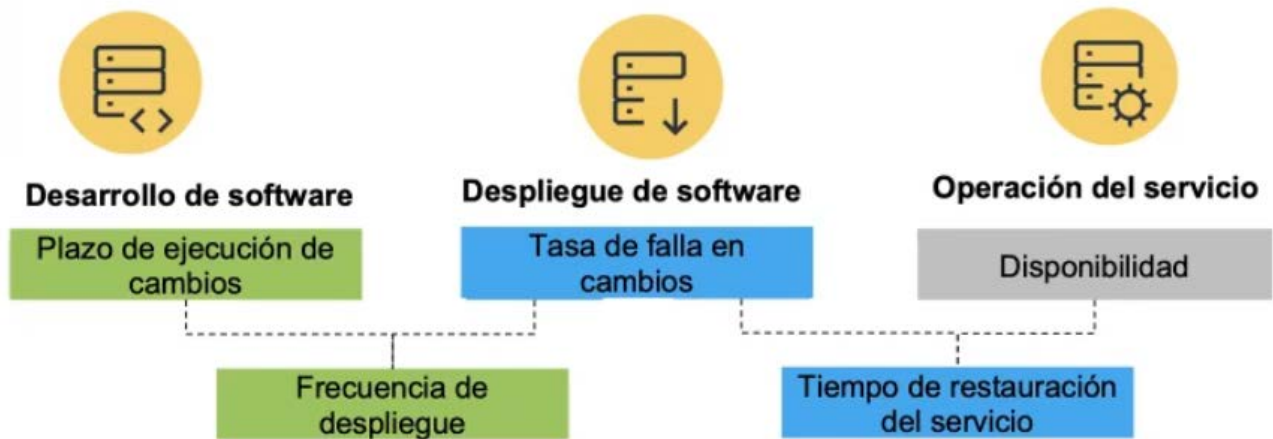 Desarrollo de software
Despliegue de software
Operación del servicio
Plazo de ejecución de
cambios
Tasa de falla en
cambios
Disponibilidad
Frecuencia de
despliegue
Tiempo de restauración
del servicio